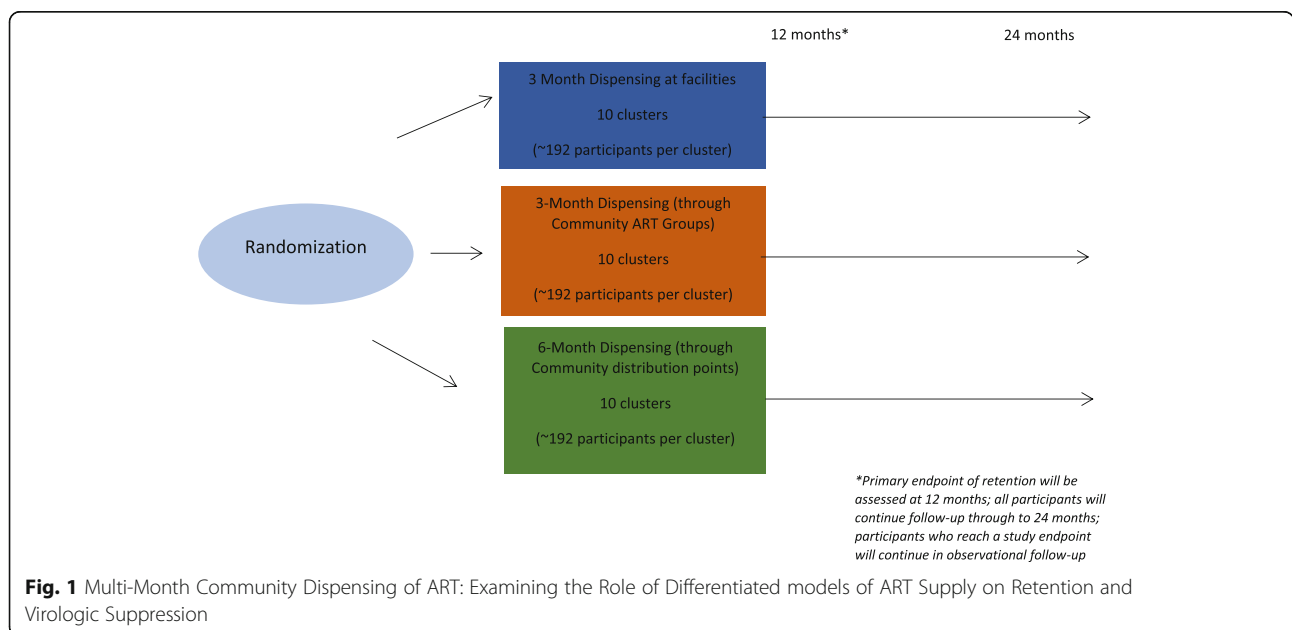 12 months* 24 months
3 Month Dispensing at facilities
10 clusters
(~192 participants per cluster)
Randomization
3-Month Dispensing (through
Community ART Groups)
10 clusters
(~192 participants per cluster)
6-Month Dispensing (through
Community distribution points)
10 clusters
(~192 participants per cluster)
*Primary endpoint of retention will be
assessed at 12 months; all participants will
continue follow-up through to 24 months;
participants who reach a study endpoint
will continue in observational follow-up
Fig. 1 Multi-Month Community Dispensing of ART: Examining the Role of Differentiated models of ART Supply on Retention and
Virologic Suppression